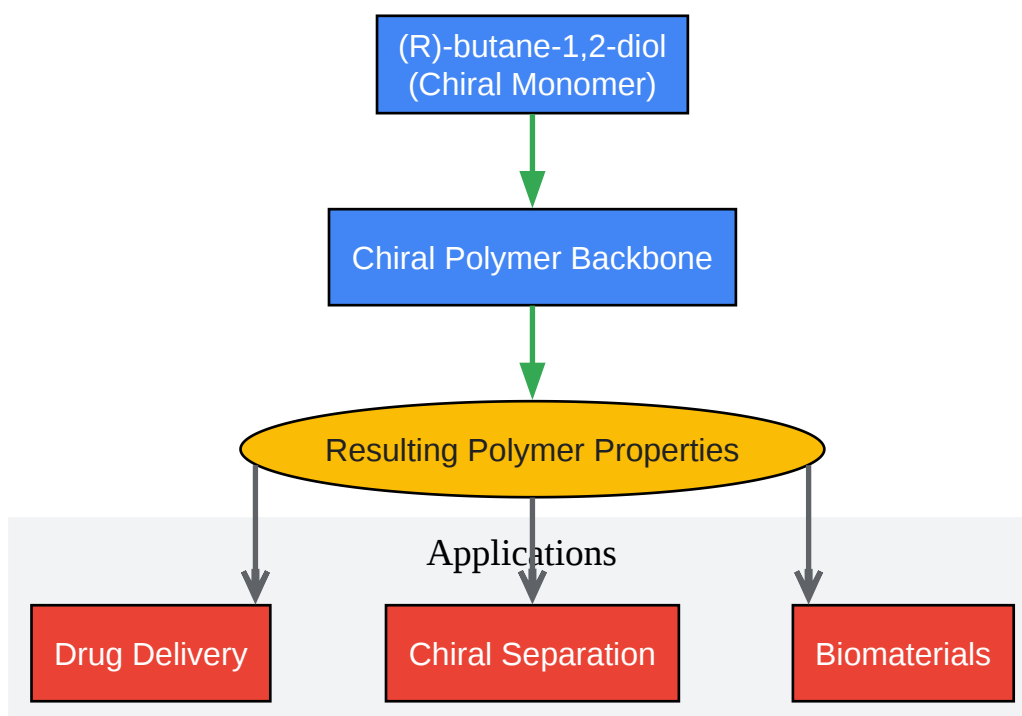 (R)-butane-1,2-diol
(Chiral Monomer)
Chiral Polymer Backbone
Resulting Polymer Properties
Applications
Drug Delivery
Chiral Separation
Biomaterials